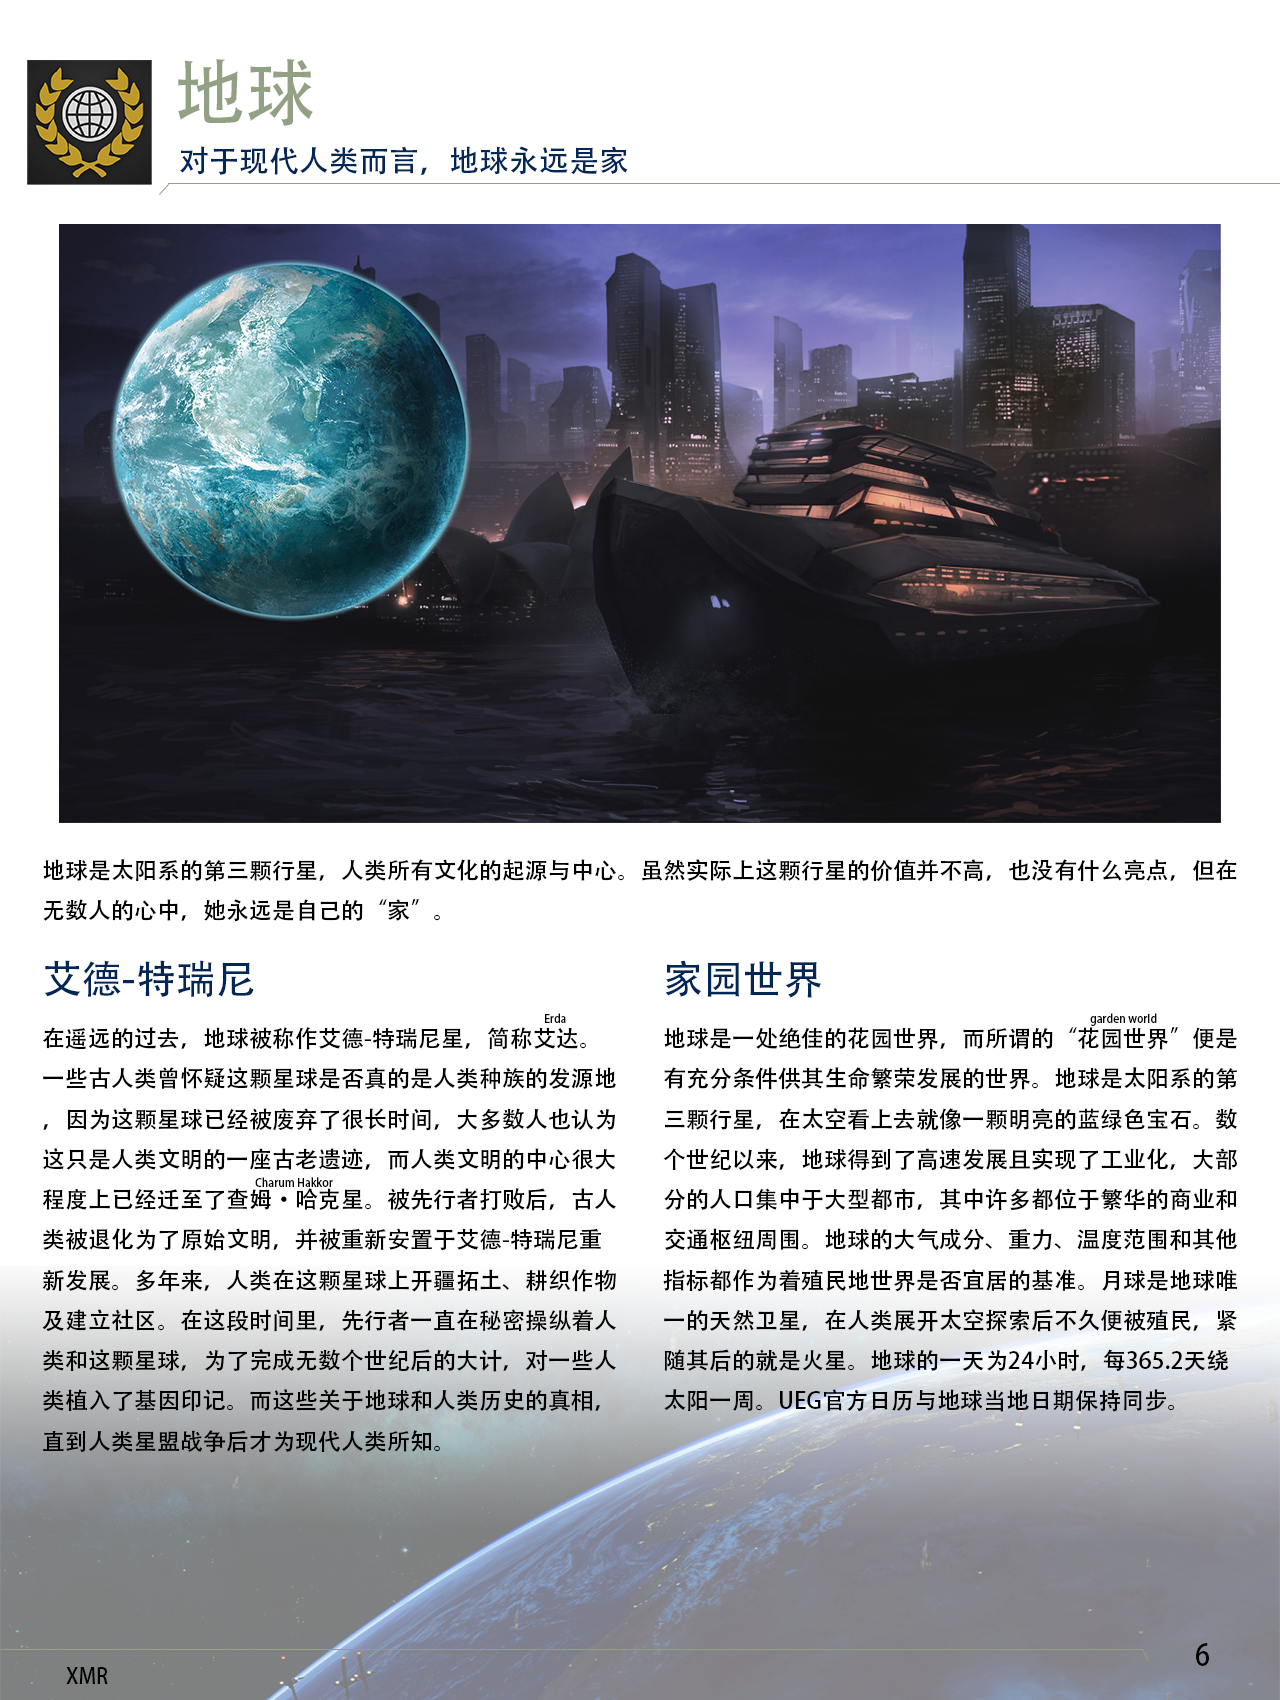 地球
对于现代人类而言，地球永远是家
地球是太阳系的第三颗行星，人类所有文化的起源与中心。虽然实际上这颗行星的价值并不高，也没有什么亮点，但在
无数人的心中，她永远是自己的“家”。
艾德-特瑞尼
Erda
在遥远的过去，地球被称作艾德-特瑞尼星，简称艾达。
一些古人类曾怀疑这颗星球是否真的是人类种族的发源地
，因为这颗星球已经被废弃了很长时间，大多数人也认为
这只是人类文明的一座古老遗迹，而人类文明的中心很大
Charum Hakkor
程度上已经迁至了查姆·哈克星。被先行者打败后，古人
类被退化为了原始文明，并被重新安置于艾德-特瑞尼重
新发展。多年来，人类在这颗星球上开疆拓土、耕织作物
及建立社区。在这段时间里，先行者一直在秘密操纵着人
类和这颗星球，为了完成无数个世纪后的大计，对一些人
类植入了基因印记。而这些关于地球和人类历史的真相，
直到人类星盟战争后才为现代人类所知。
家园世界
garden world
地球是一处绝佳的花园世界，而所谓的“花园世界”便是
有充分条件供其生命繁荣发展的世界。地球是太阳系的第
三颗行星，在太空看上去就像一颗明亮的蓝绿色宝石。数
个世纪以来，地球得到了高速发展且实现了工业化，大部
分的人口集中于大型都市，其中许多都位于繁华的商业和
交通枢纽周围。地球的大气成分、重力、温度范围和其他
指标都作为着殖民地世界是否宜居的基准。月球是地球唯
一的天然卫星，在人类展开太空探索后不久便被殖民，紧
随其后的就是火星。地球的一天为24小时，每365.2天绕
太阳一周。UEG官方日历与地球当地日期保持同步。
XMR
6